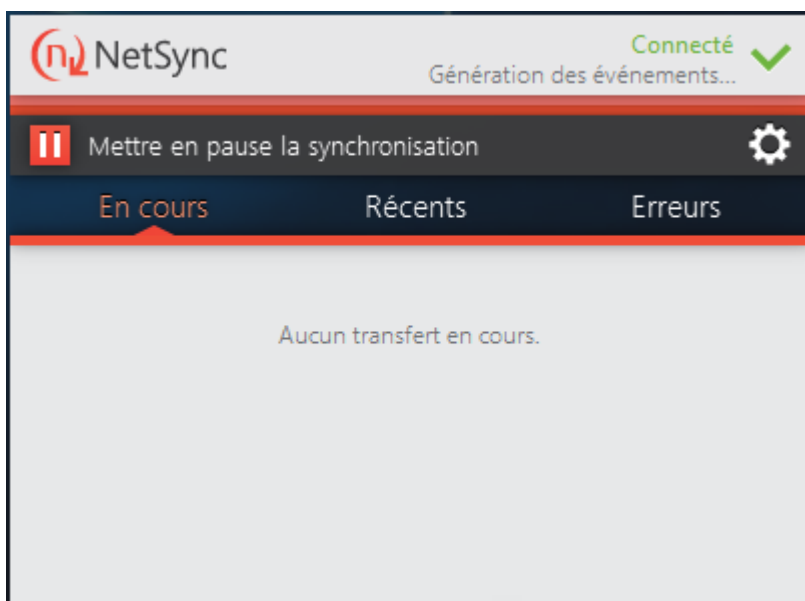 NetSync
Connecté
Génération des événements...
Mettre en pause la synchronisation
En cours
Récents
Erreurs
Aucun transfert en cours.